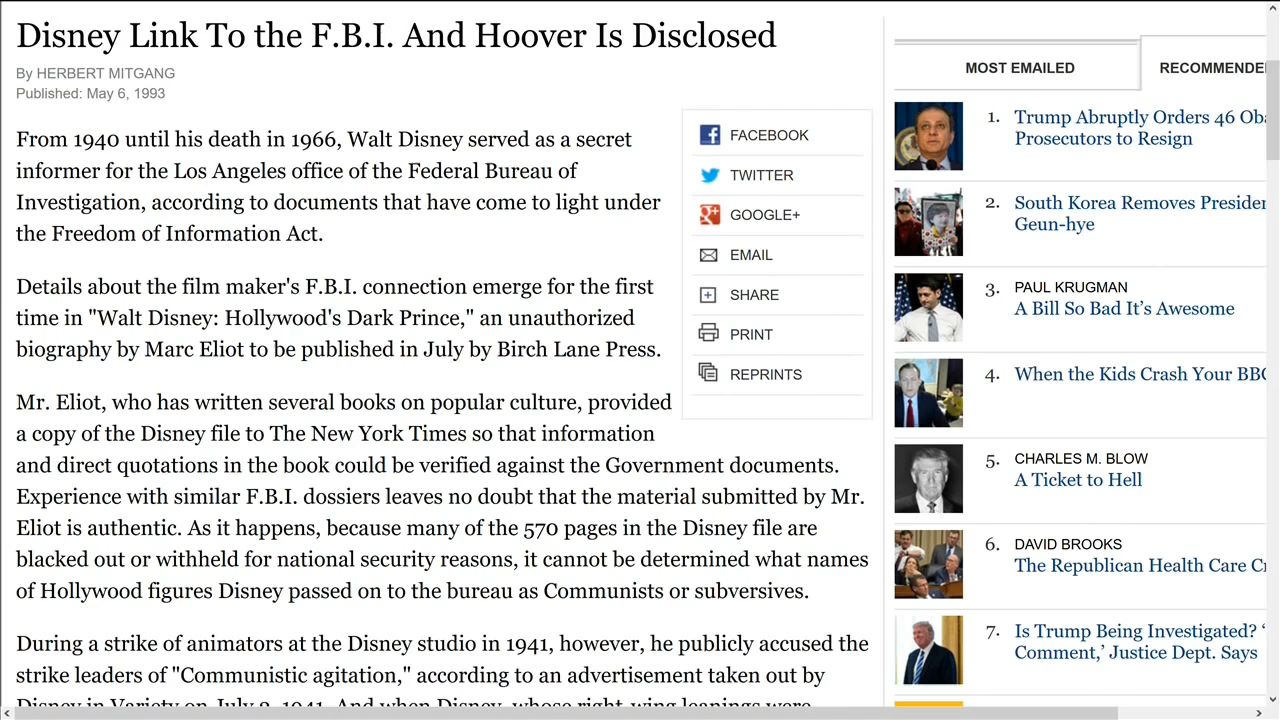 Disney Link To the F.B.I. And Hoover Is Disclosed
By HERBERT MITGANG
Published: May 6, 1993
From 1940 until his death in 1966, Walt Disney served as a secret
informer for the Los Angeles office of the Federal Bureau of
Investigation, according to documents that have come to light under
the Freedom of Information Act.
Details about the film maker's F.B.I. connection emerge for the first
time in "Walt Disney: Hollywood's Dark Prince," an unauthorized
biography by Marc Eliot to be published in July by Birch Lane Press.
Mr. Eliot, who has written several books on popular culture, provided
a copy of the Disney file to The New York Times so that information
and direct quotations in the book could be verified against the Government documents.
Experience with similar F.B.I. dossiers leaves no doubt that the material submitted by Mr.
Eliot is authentic. As it happens, because many of the 570 pages in the Disney file are
blacked out or withheld for national security reasons, it cannot be determined what names
of Hollywood figures Disney passed on to the bureau as Communists or subversives.
During a strike of animators at the Disney studio in 1941, however, he publicly accused the
strike leaders of "Communistic agitation," according to an advertisement taken out by
Disney in Variety on July 2, 1941. And when Disney, whose right-wing leanings were
FACEBOOK
TWITTER
GOOGLE+
EMAIL
SHARE
PRINT
REPRINTS
MOST EMAILED
RECOMMENDE
1. Trump Abruptly Orders 46 Oba
Prosecutors to Resign
2. South Korea Removes Presiden
Geun-hye
3. PAUL KRUGMAN
A Bill So Bad It's Awesome
4. When the Kids Crash Your BBC
5. CHARLES M. BLOW
A Ticket to Hell
6. DAVID BROOKS
The Republican Health Care Cr
7. Is Trump Being Investigated? '
Comment,' Justice Dept. Says